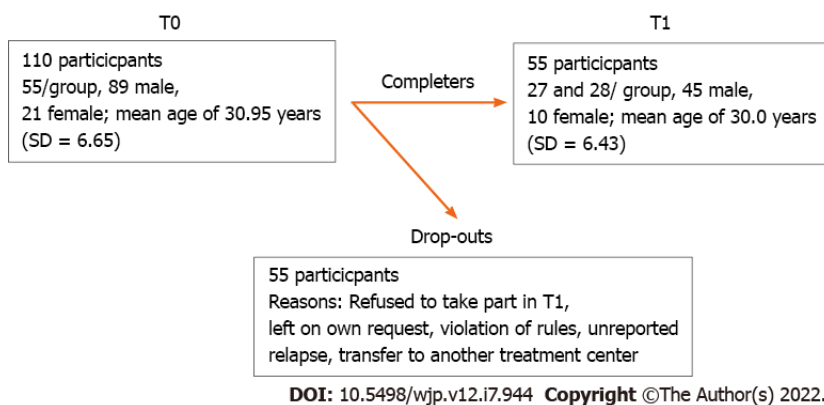 T0
110 particicpants
55/group, 89 male,
21 female; mean age of 30.95 years
(SD = 6.65)
Completers
T1
55 particicpants
27 and 28/ group, 45 male,
10 female; mean age of 30.0 years
(SD = 6.43)
Drop-outs
55 particicpants
Reasons: Refused to take part in T1,
left on own request, violation of rules, unreported
relapse, transfer to another treatment center
DOI: 10.5498/wjp.v12.i7.944 Copyright ©The Author(s) 2022.